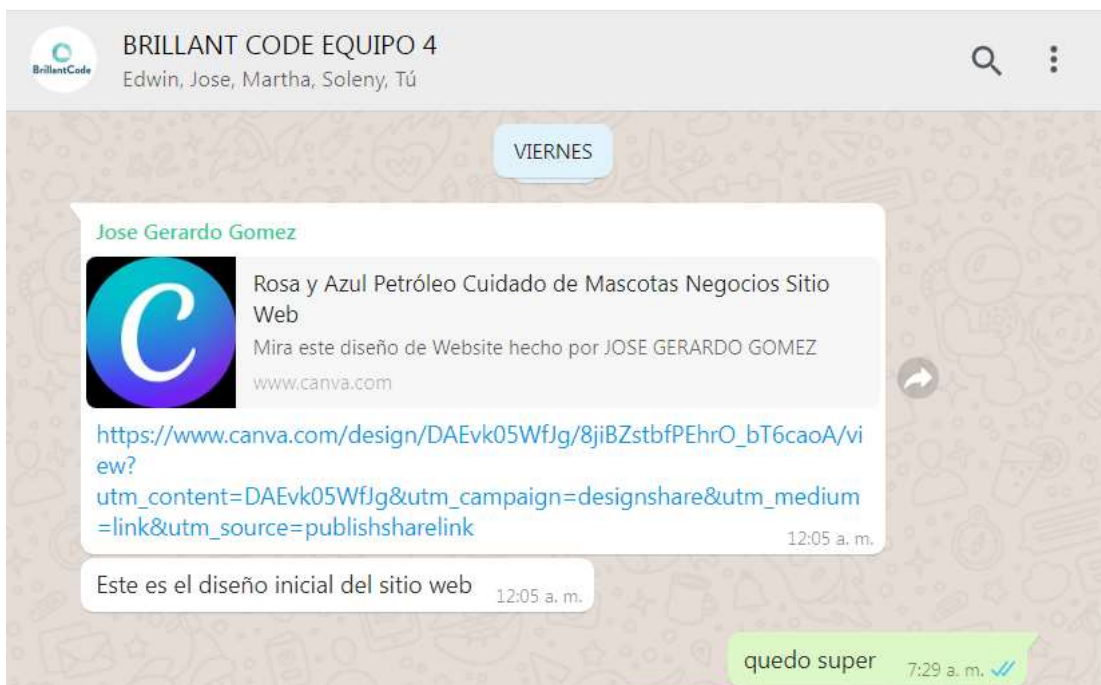 BRILLANT CODE EQUIPO 4
BrillantCode
Edwin, Jose, Martha, Soleny, Tú
VIERNES
Jose Gerardo Gomez
C
Rosa y Azul Petróleo Cuidado de Mascotas Negocios Sitio
Web
Mira este diseño de Website hecho por JOSE GERARDO GOMEZ
www.canva.com
https://www.canva.com/design/DAEvk05WfJg/8jiBZstbfPEhrO_bT6caoA/vi
ew?
utm_content=DAEvk05WfJg&utm_campaign=designshare&utm_medium
=link&utm_source=publishsharelink
12:05 a. m.
Este es el diseño inicial del sitio web 12:05 a. m.
quedo super 7:29 a. m.